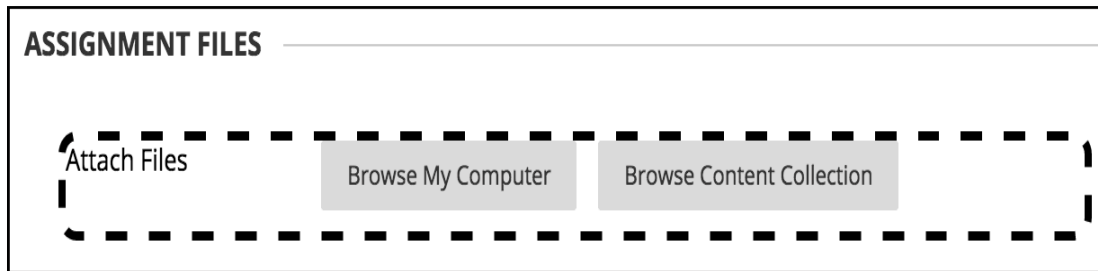 ASSIGNMENT FILES
Attach Files
Browse My Computer
Browse Content Collection